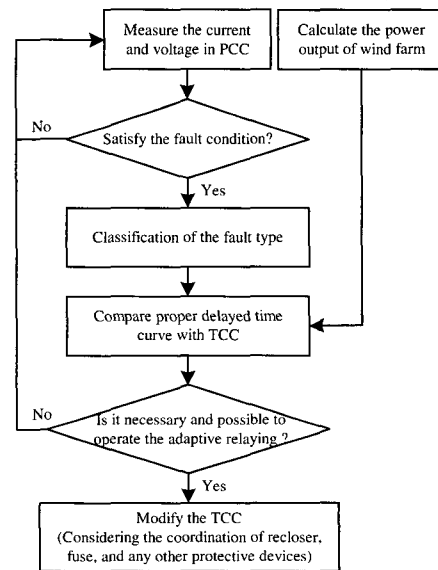 Measure the current
and voltage in PCC
Calculate the power
output of wind farm
No
Satisfy the fault condition?
Yes
Classification of the fault type
Compare proper delayed time
curve with TCC
No
Is it necessary and possible to
operate the adaptive relaying ?
Yes
Modify the TCC
(Considering the coordination of recloser,
fuse, and any other protective devices)